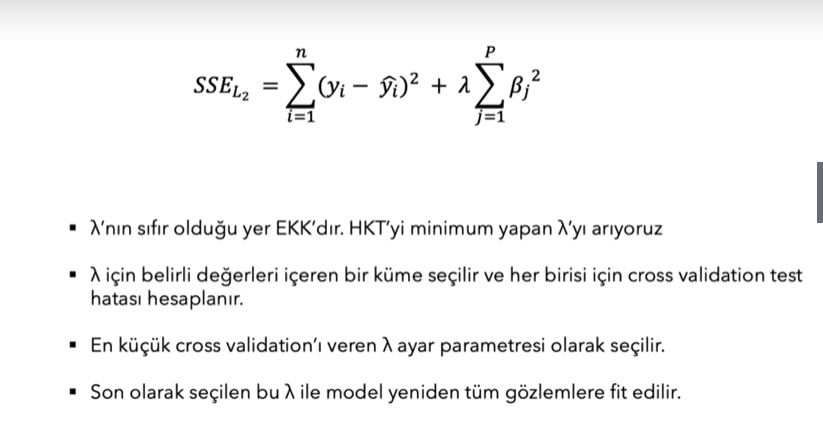 SSE_{L_2} = \sum_{i=1}^{n} (y_i - \hat{y}_i)^2 + \lambda \sum_{j=1}^{P} \beta_j^2
▪ λ'nın sıfır olduğu yer EKK'dır. HKT'yi minimum yapan λ'yı arıyoruz
▪ λ için belirli değerleri içeren bir küme seçilir ve her birisi için cross validation test
hatası hesaplanır.
▪ En küçük cross validation'ı veren λ ayar parametresi olarak seçilir.
▪ Son olarak seçilen bu λ ile model yeniden tüm gözlemlere fit edilir.